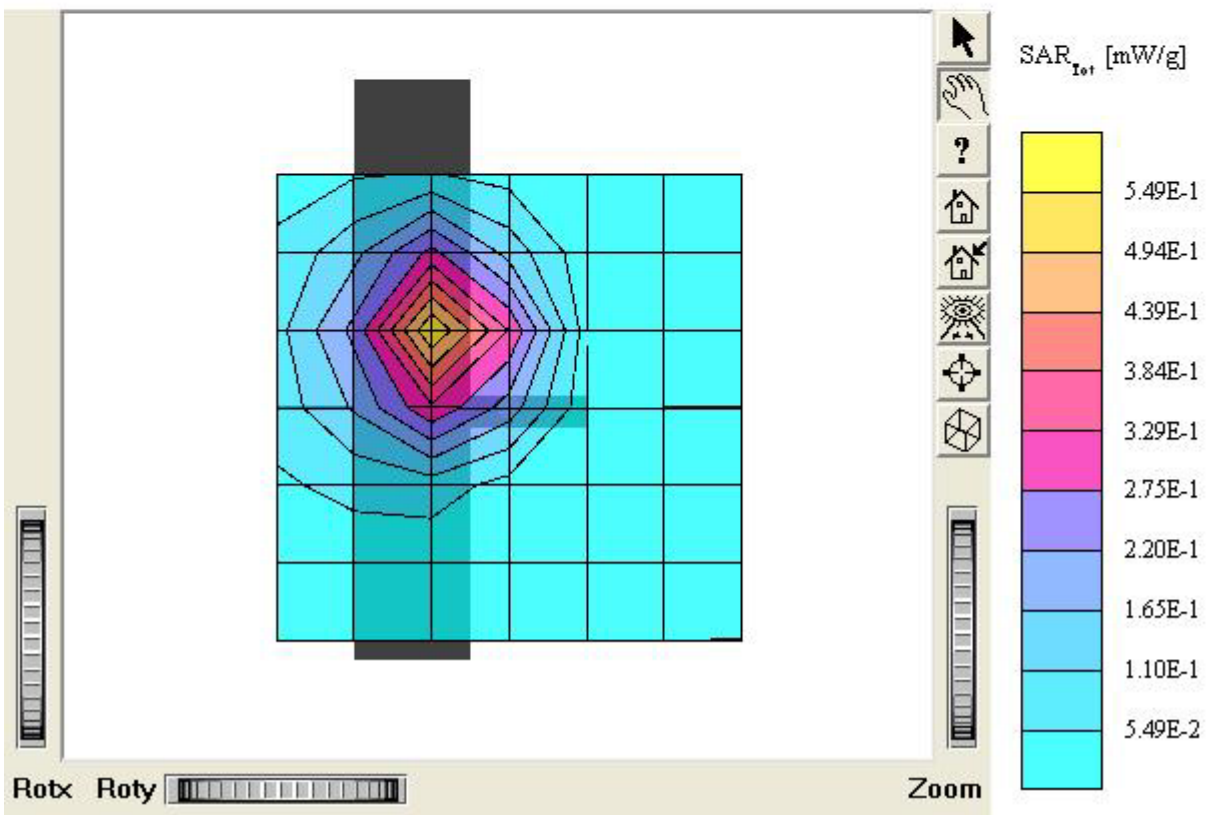 SAR_Tot [mW/g]
?
5.49E-1
4.94E-1
4.39E-1
3.84E-1
3.29E-1
2.75E-1
2.20E-1
1.65E-1
1.10E-1
5.49E-2
Rotx Roty Zoom